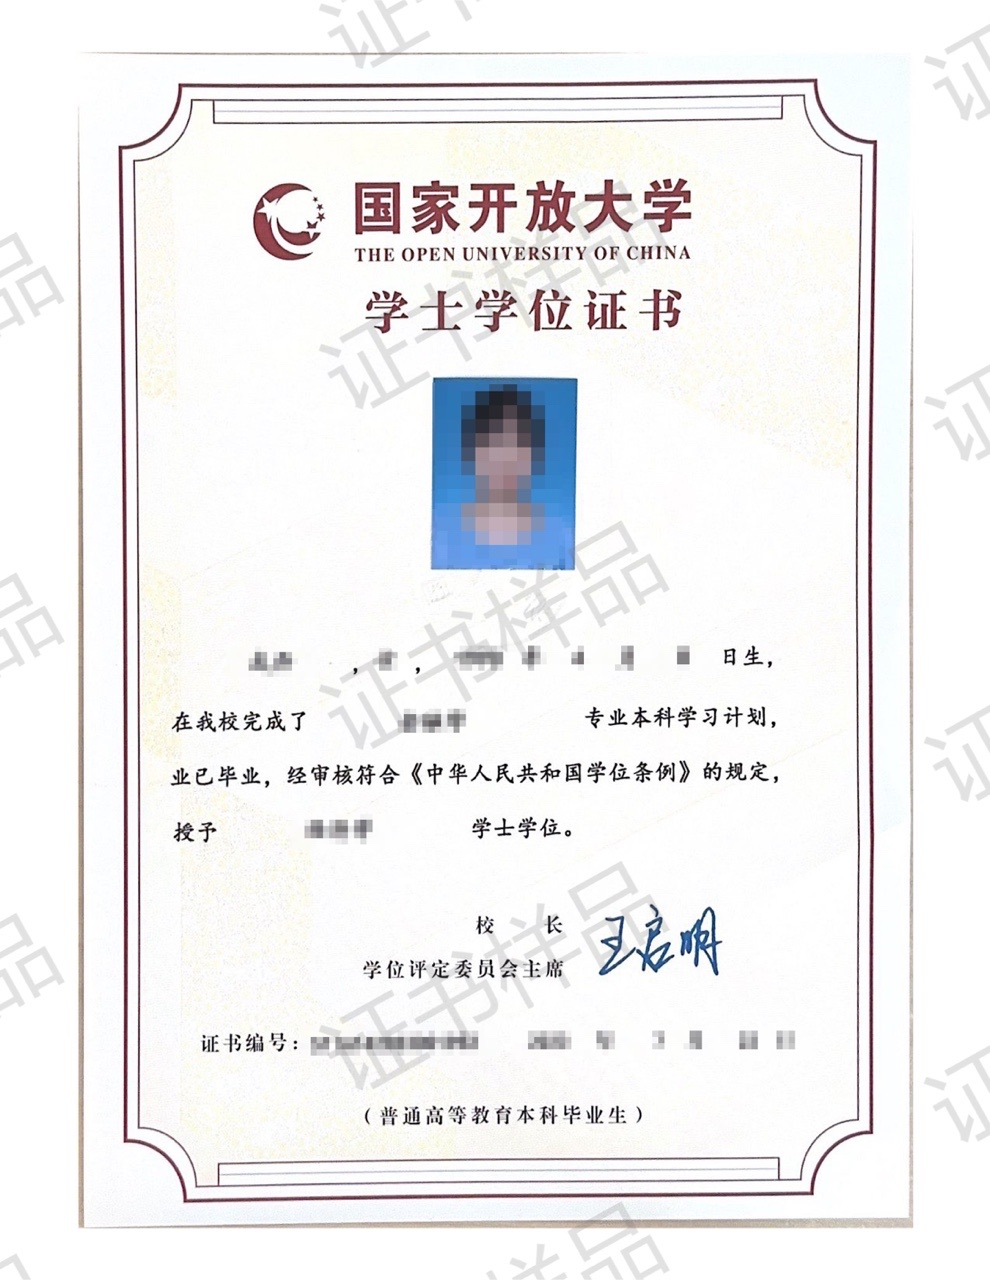 国家开放大学
THE OPEN UNIVERSITY OF CHINA
学士学位证书
， ， 日生，
在我校完成了 专业本科学习计划，
业已毕业，经审核符合《中华人民共和国学位条例》的规定，
授予 学士学位。
校 长
王启明
学位评定委员会主席
证书编号：
（普通高等教育本科毕业生）
证书样品